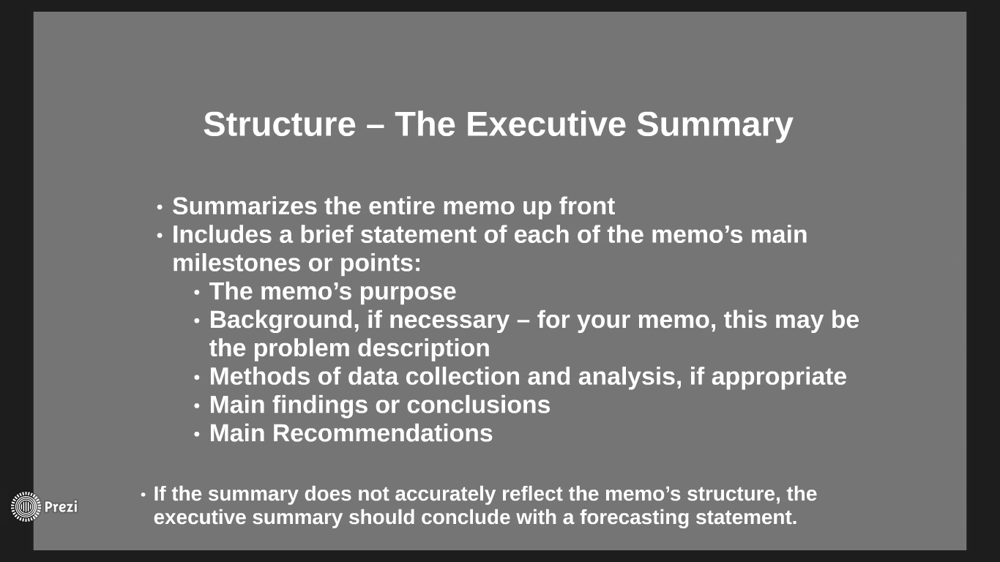 Structure – The Executive Summary
• Summarizes the entire memo up front
• Includes a brief statement of each of the memo’s main
milestones or points:
• The memo’s purpose
• Background, if necessary – for your memo, this may be
the problem description
• Methods of data collection and analysis, if appropriate
• Main findings or conclusions
• Main Recommendations
• If the summary does not accurately reflect the memo’s structure, the
executive summary should conclude with a forecasting statement.
Prezi